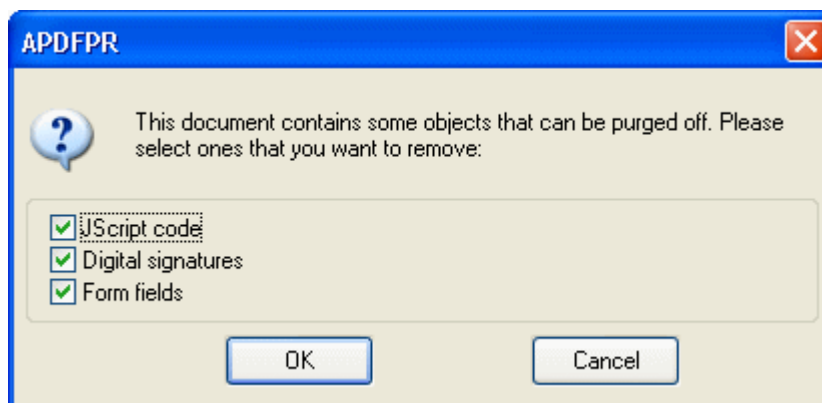 APDFPR
This document contains some objects that can be purged off. Please
select ones that you want to remove:
JScript code
Digital signatures
Form fields
OK
Cancel